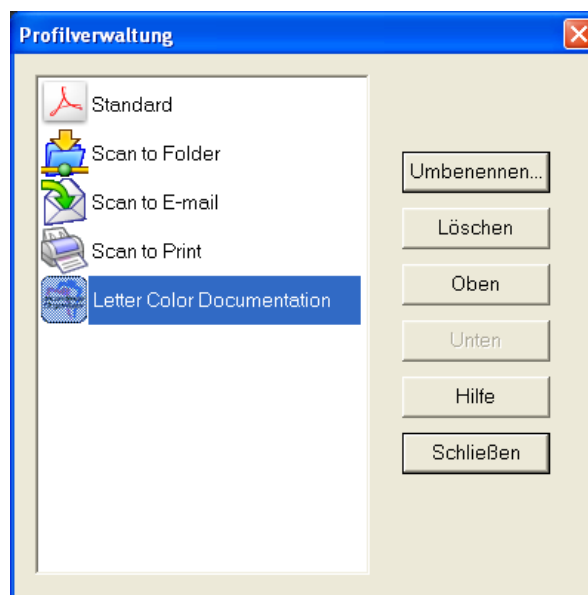 Profilverwaltung
Standard
Scan to Folder
Scan to E-mail
Scan to Print
Letter Color Documentation
Umbenennen...
Löschen
Oben
Unten
Hilfe
Schließen